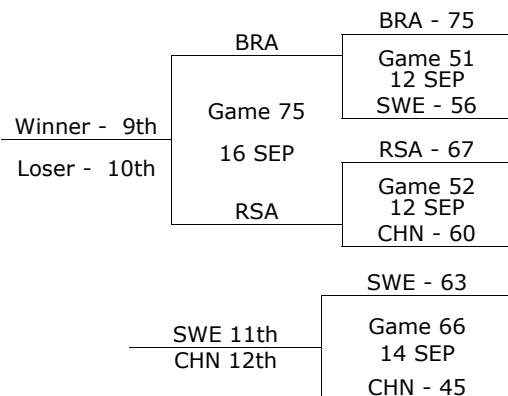 BRA - 75
BRA
Game 51
12 SEP
SWE - 56
Game 75
16 SEP
Winner - 9th
Loser - 10th
RSA - 67
Game 52
12 SEP
RSA
CHN - 60
SWE - 63
SWE 11th
CHN 12th
Game 66
14 SEP
CHN - 45